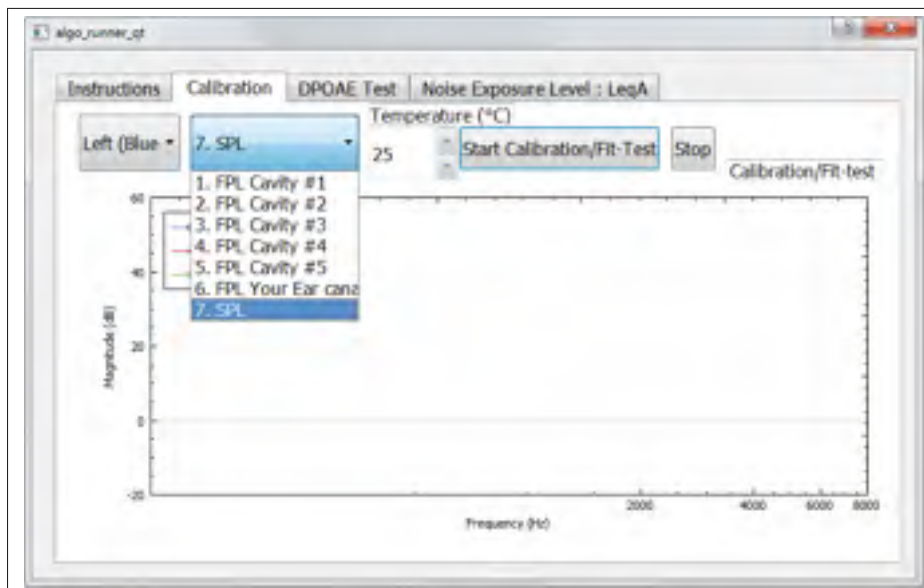 algo_runner_qt
Instructions
Calibration
DPOAE Test
Noise Exposure Level : LeqA
Temperature (°C)
Left (Blue
7. SPL
25
Start Calibration/Fit-Test
Stop
Calibration/Fit-test
1. FPL Cavity #1
2. FPL Cavity #2
3. FPL Cavity #3
4. FPL Cavity #4
5. FPL Cavity #5
6. FPL Your Ear cana
7. SPL
60
40
20
0
-20
Magnitude (dB)
2000
4000
6000
8000
Frequency (Hz)